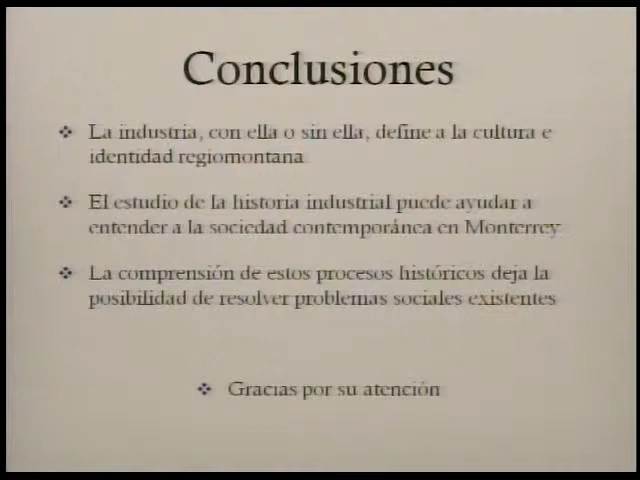 Conclusiones
❖ La industria, con ella o sin ella, define a la cultura e
identidad regiomontana
❖ El estudio de la historia industrial puede ayudar a
entender a la sociedad contemporánea en Monterrey
❖ La comprensión de estos procesos históricos deja la
posibilidad de resolver problemas sociales existentes
❖ Gracias por su atención